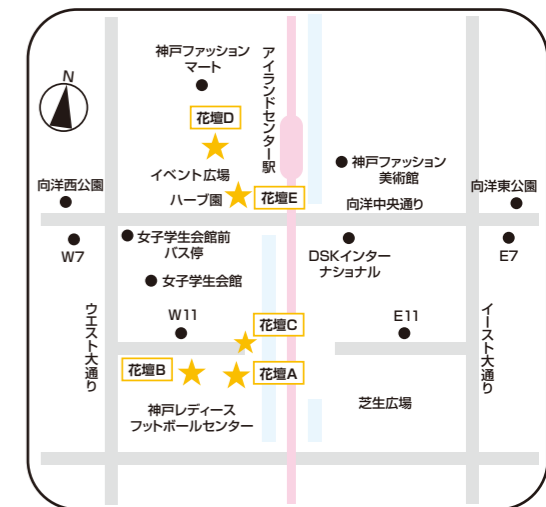 N
神戸ファッション
マート
アイランドセンター駅
花壇D
イベント広場
ハーブ園
花壇E
神戸ファッション
美術館
向洋西公園
向洋中央通り
向洋東公園
W7
女子学生会館前
バス停
DSKインター
ナショナル
E7
女子学生会館
ウエスト大通り
W11
花壇C
E11
イースト大通り
花壇B
花壇A
神戸レディース
フットボールセンター
芝生広場